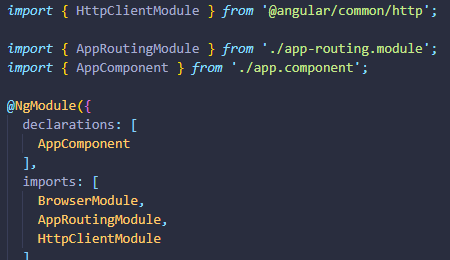 import { HttpClientModule } from '@angular/common/http';
import { AppRoutingModule } from './app-routing.module';
import { AppComponent } from './app.component';
@NgModule({
declarations: [
AppComponent
],
imports: [
BrowserModule,
AppRoutingModule,
HttpClientModule
]